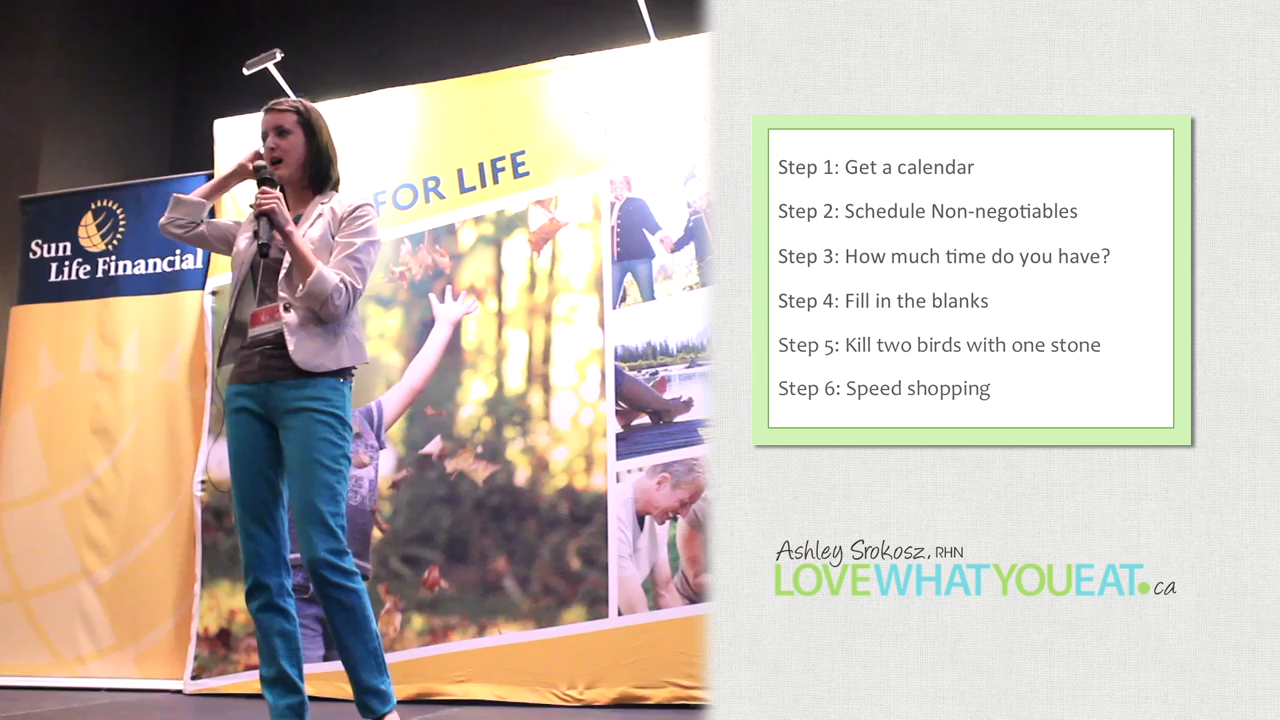 Sun
Life Financial
FOR LIFE
Step 1: Get a calendar
Step 2: Schedule Non-negotiables
Step 3: How much time do you have?
Step 4: Fill in the blanks
Step 5: Kill two birds with one stone
Step 6: Speed shopping
Ashley Srokosz, RHN
LOVEWHATYOUEAT.ca